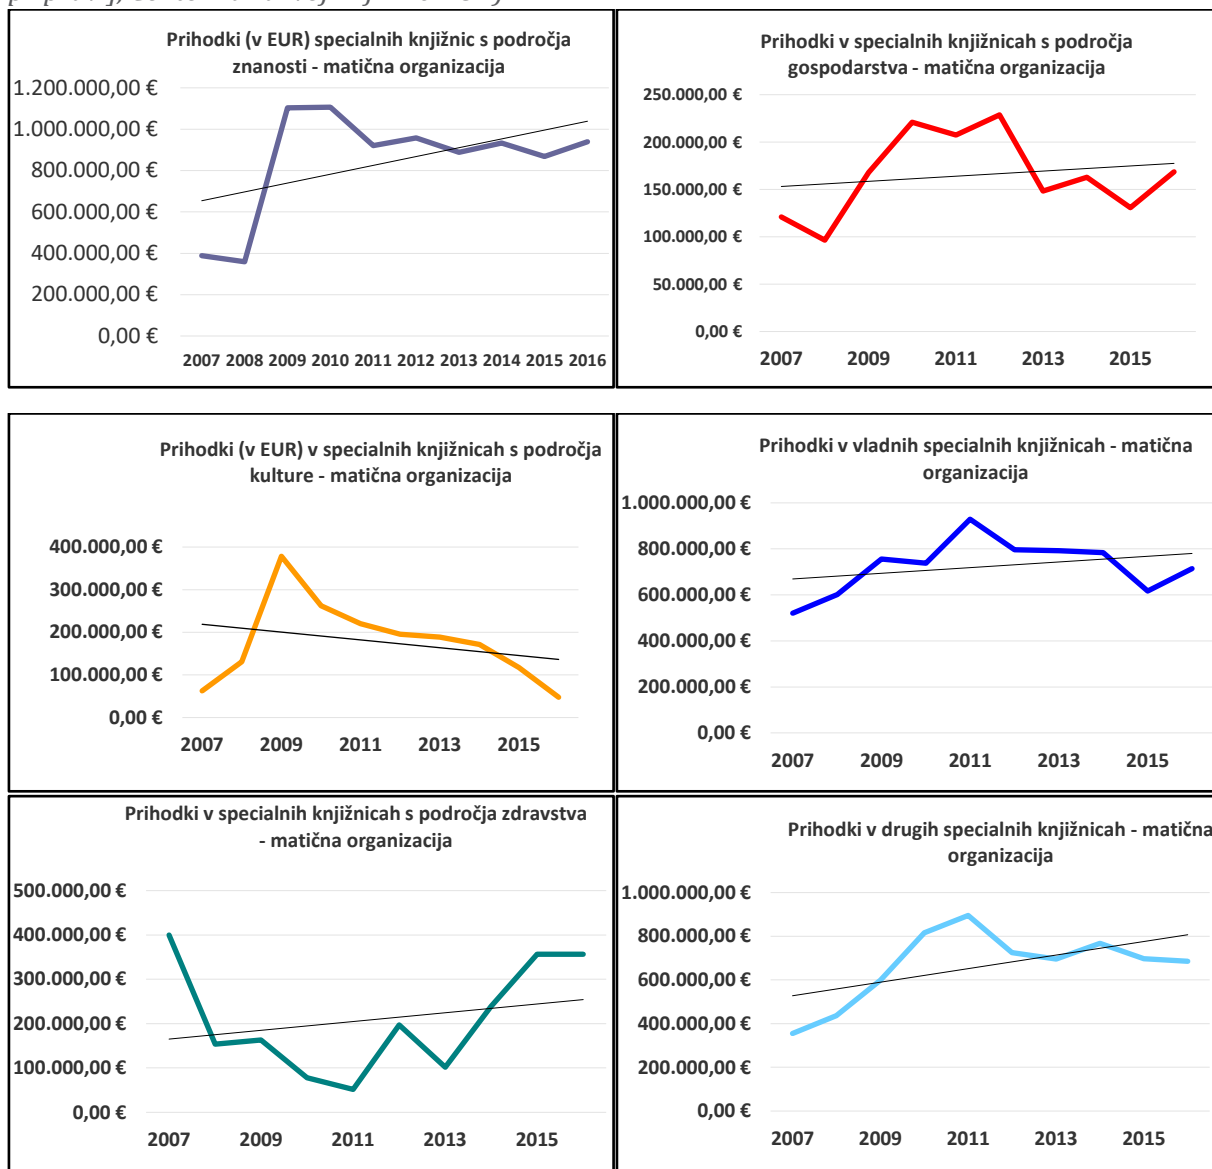 Prihodki (v EUR) specialnih knjižnic s področja
znanosti - matična organizacija
1.200.000,00 €
1.000.000,00 €
800.000,00 €
600.000,00 €
400.000,00 €
200.000,00 €
0,00 €
2007 2008 2009 2010 2011 2012 2013 2014 2015 2016
Prihodki v specialnih knjižnicah s področja
gospodarstva - matična organizacija
250.000,00 €
200.000,00 €
150.000,00 €
100.000,00 €
50.000,00 €
0,00 €
2007 2009 2011 2013 2015
Prihodki (v EUR) v specialnih knjižnicah s področja
kulture - matična organizacija
400.000,00 €
300.000,00 €
200.000,00 €
100.000,00 €
0,00 €
2007 2009 2011 2013 2015
Prihodki v vladnih specialnih knjižnicah - matična
organizacija
1.000.000,00 €
800.000,00 €
600.000,00 €
400.000,00 €
200.000,00 €
0,00 €
2007 2009 2011 2013 2015
Prihodki v specialnih knjižnicah s področja zdravstva
- matična organizacija
500.000,00 €
400.000,00 €
300.000,00 €
200.000,00 €
100.000,00 €
0,00 €
2007 2009 2011 2013 2015
Prihodki v drugih specialnih knjižnicah - matična
organizacija
1.000.000,00 €
800.000,00 €
600.000,00 €
400.000,00 €
200.000,00 €
0,00 €
2007 2009 2011 2013 2015